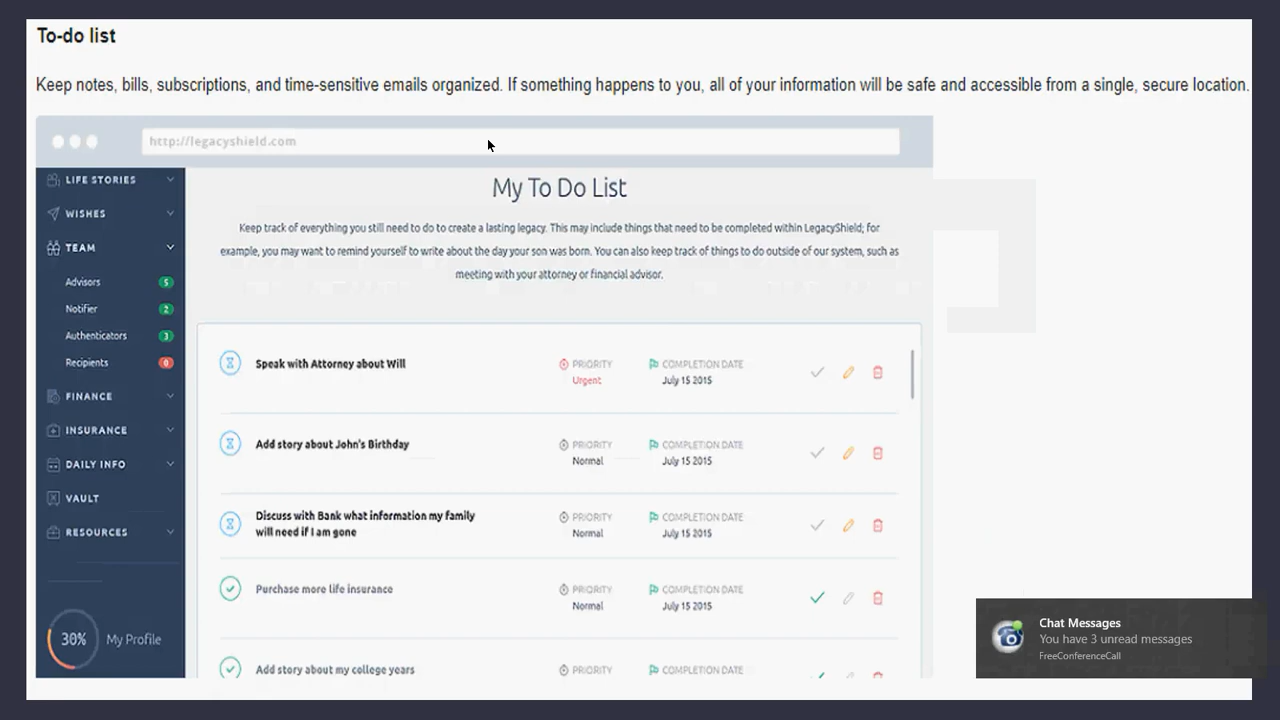 To-do list
Keep notes, bills, subscriptions, and time-sensitive emails organized. If something happens to you, all of your information will be safe and accessible from a single, secure location.
http://legacyshield.com
LIFE STORIES
WISHES
TEAM
Advisors 5
Notifier 2
Authenticators 3
Recipients 0
FINANCE
INSURANCE
DAILY INFO
VAULT
RESOURCES
30% My Profile
My To Do List
Keep track of everything you still need to do to create a lasting legacy. This may include things that need to be completed within LegacyShield; for
example, you may want to remind yourself to write about the day your son was born. You can also keep track of things to do outside of our system, such as
meeting with your attorney or financial advisor.
Speak with Attorney about Will PRIORITY COMPLETION DATE
Urgent July 15 2015
Add story about John's Birthday PRIORITY COMPLETION DATE
Normal July 15 2015
Discuss with Bank what information my family PRIORITY COMPLETION DATE
will need if I am gone Normal July 15 2015
Purchase more life insurance PRIORITY COMPLETION DATE
Normal July 15 2015
Add story about my college years PRIORITY COMPLETION DATE
Chat Messages
You have 3 unread messages
FreeConferenceCall